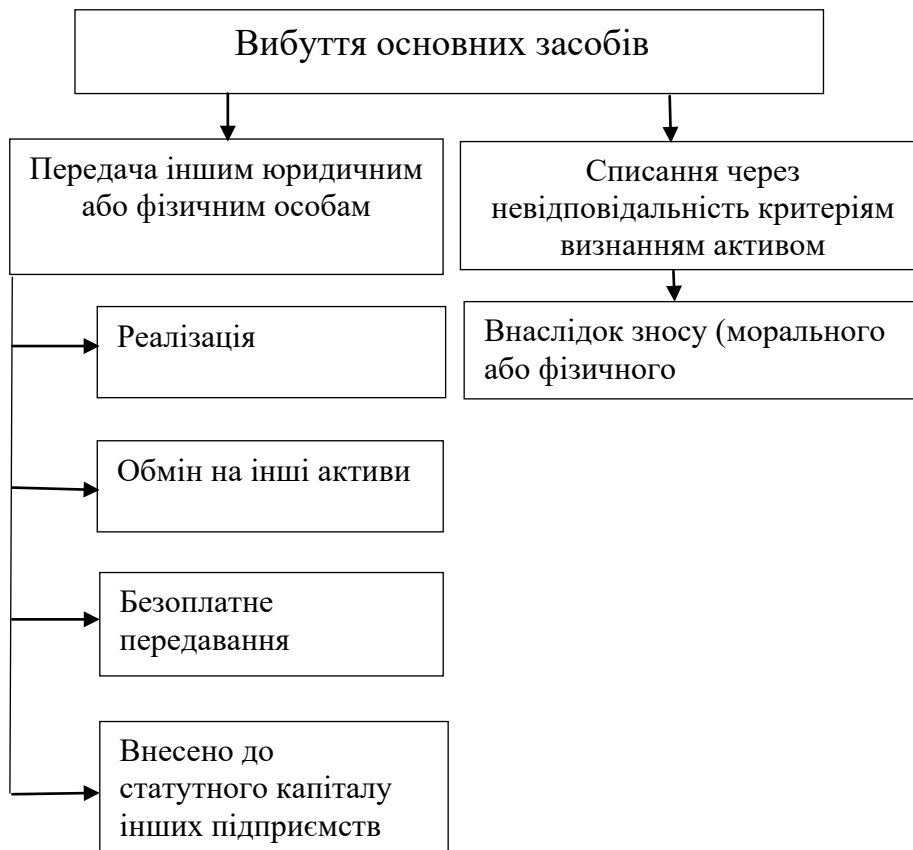 Вибуття основних засобів
Передача іншим юридичним
або фізичним особам
Списання через
невідповідальність критеріям
визнанням активом
Реалізація
Внаслідок зносу (морального
або фізичного
Обмін на інші активи
Безоплатне
передавання
Внесено до
статутного капіталу
інших підприємств